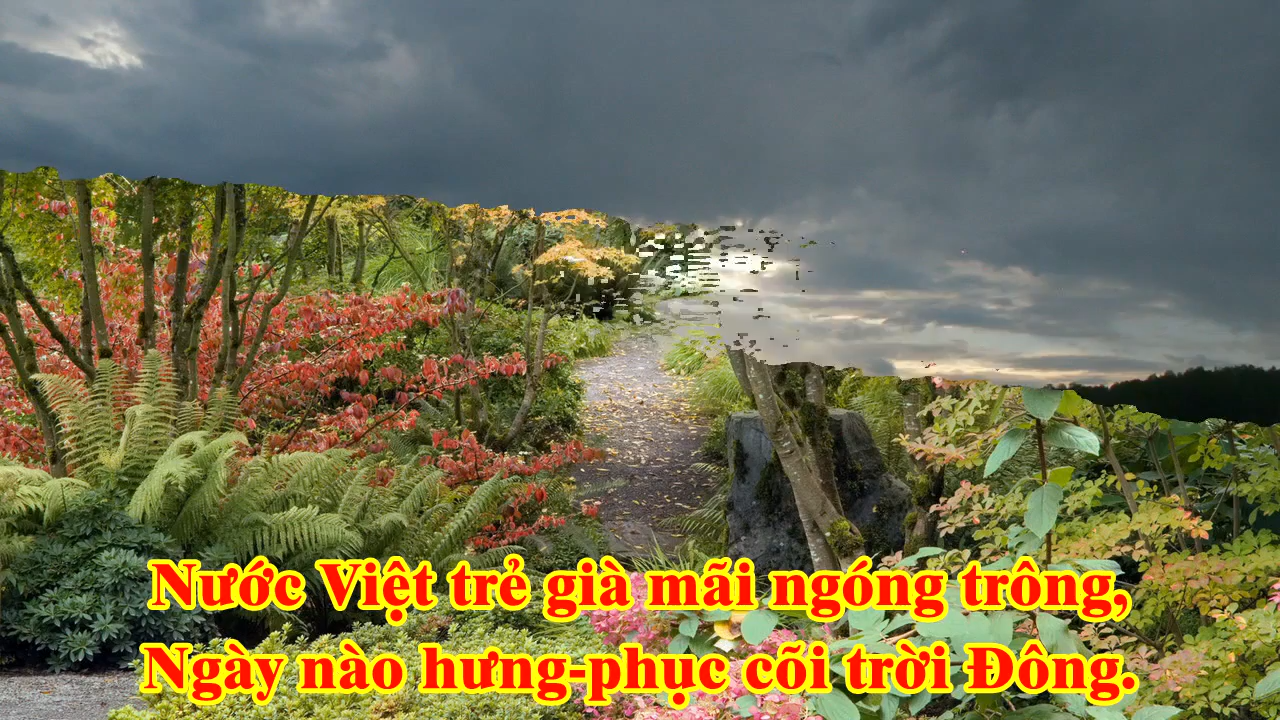 Nước Việt trẻ già mãi ngóng trông,
Ngày nào hưng-phục cõi trời Đông.